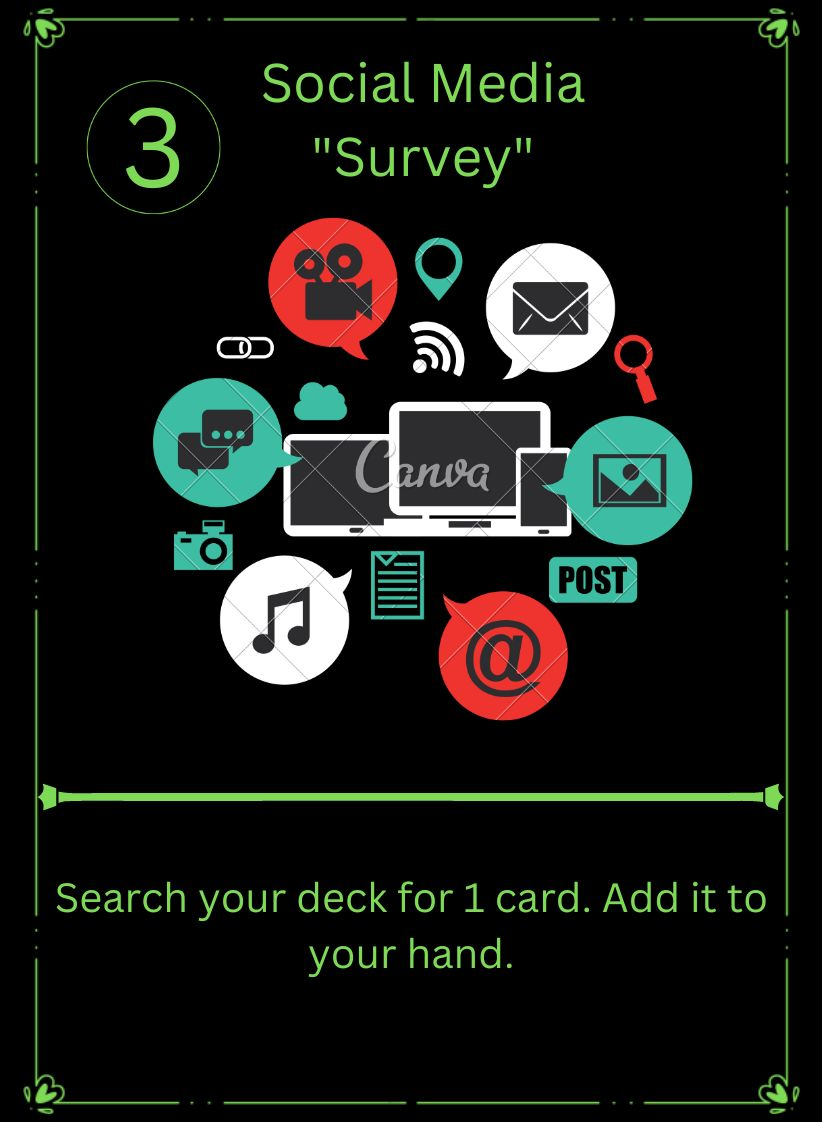 3
Social Media
"Survey"
Canva
@
POST
Search your deck for 1 card. Add it to
your hand.